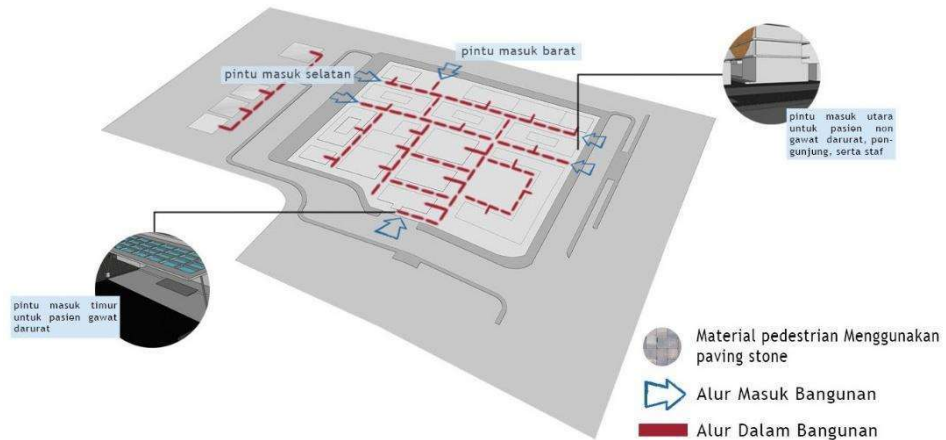 pintu masuk barat
pintu masuk selatan
pintu masuk utara
untuk pasien non
gawat darurat, pen-
gunjung, serta staf
pintu masuk timur
untuk pasien gawat
darurat
Material pedestrian Menggunakan
paving stone
Alur Masuk Bangunan
Alur Dalam Bangunan